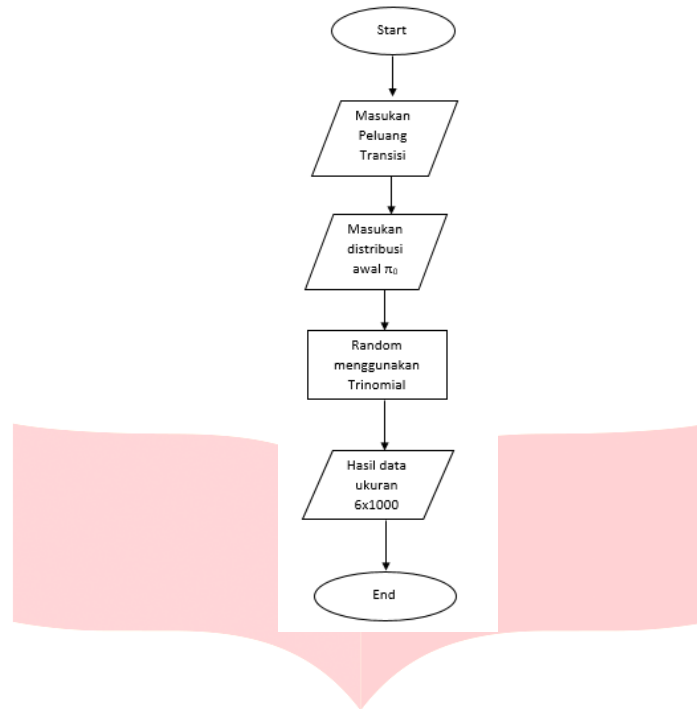 Start
Masukan
Peluang
Transisi
Masukan
distribusi
awal π₀
Random
menggunakan
Trinomial
Hasil data
ukuran
6x1000
End